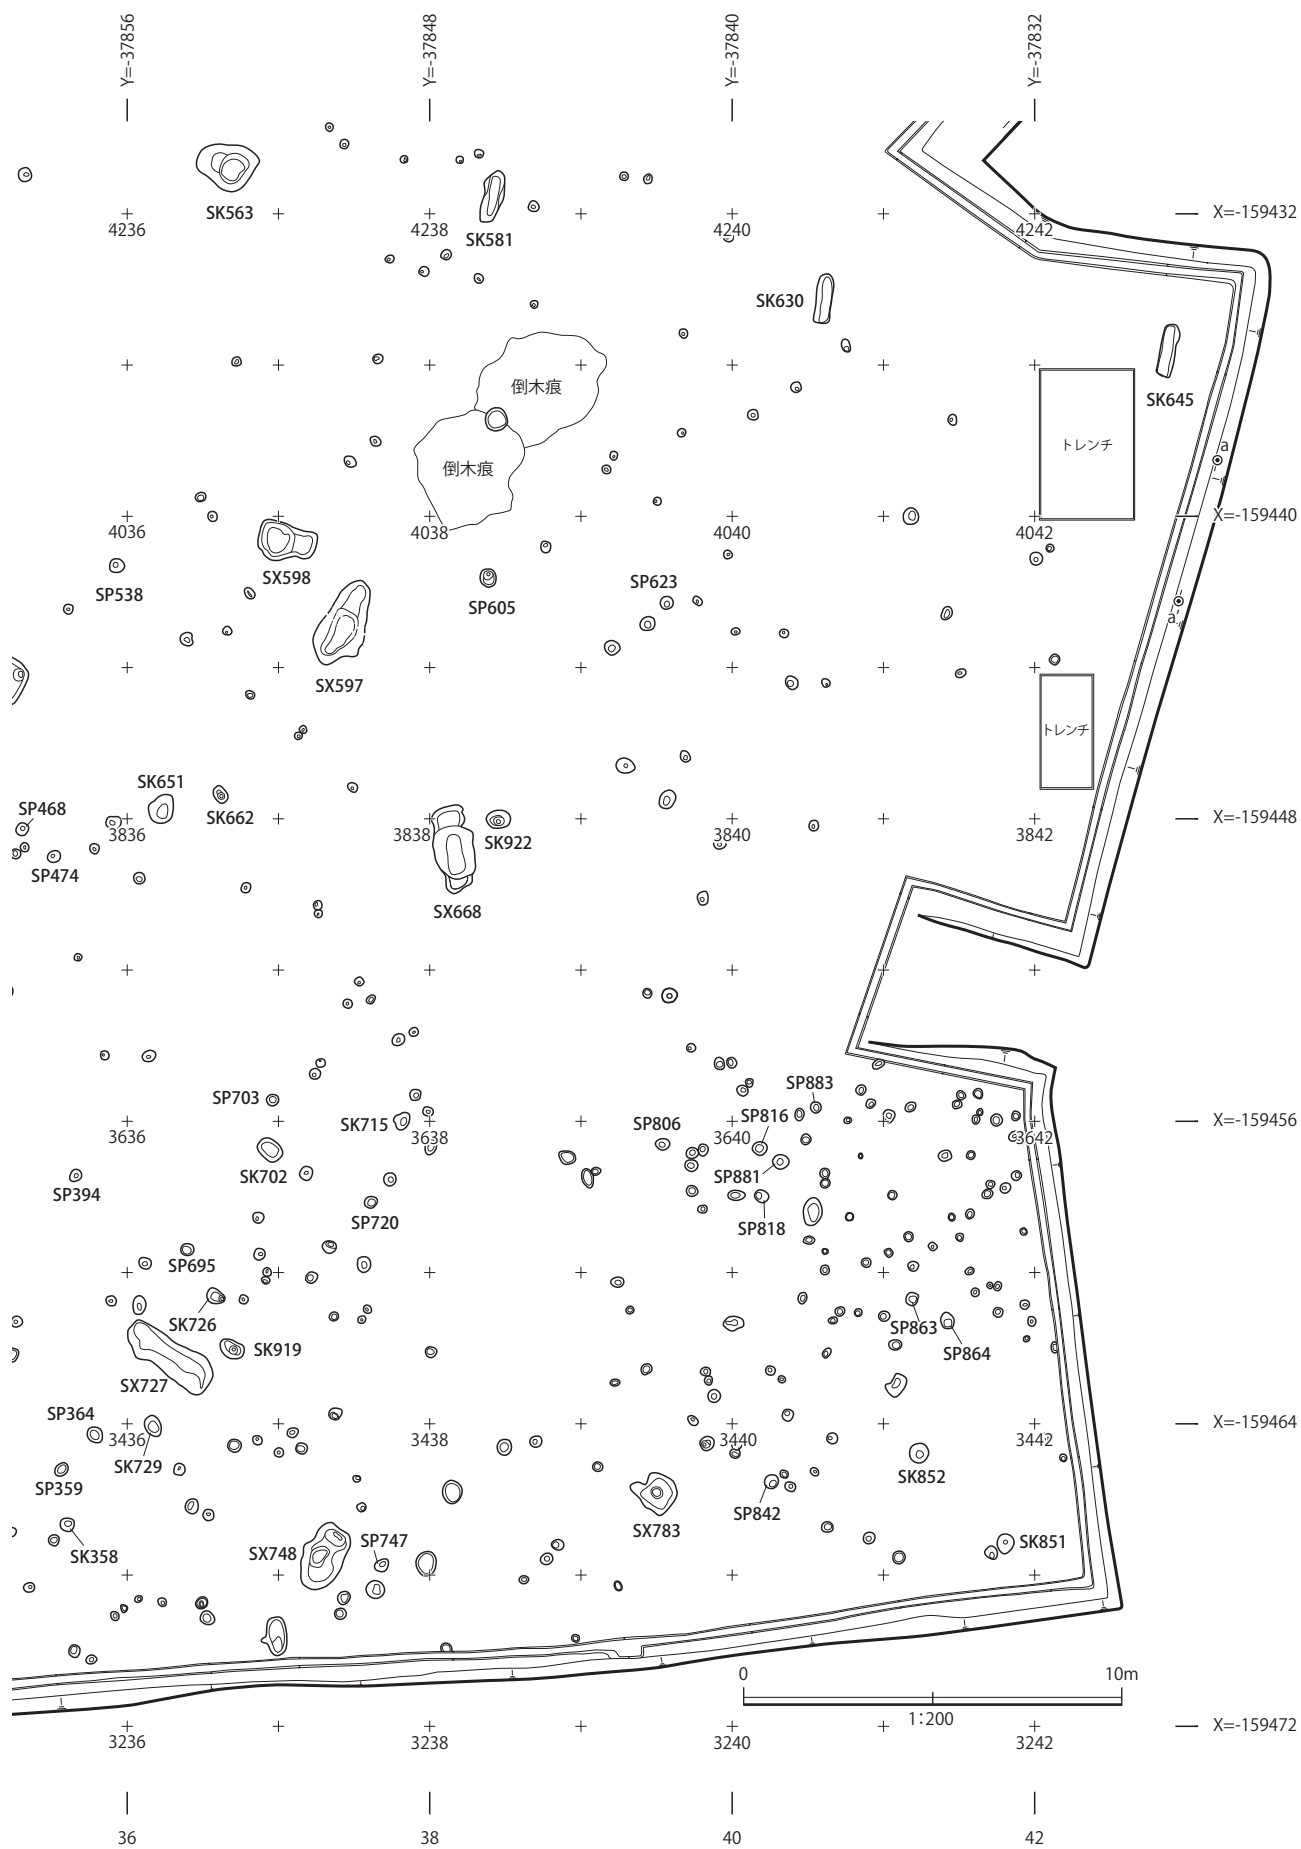 Y=-37856
Y=-37848
Y=-37840
Y=-37832
SK563
4236
4238
SK581
4240
4242
X=-159432
SK630
SK645
倒木痕
倒木痕
トレンチ
a
4036
4038
4040
4042
X=-159440
SX598
SP538
SP605
SP623
a'
SX597
トレンチ
SK651
SP468
SK662
3836
3838
SK922
3840
3842
X=-159448
SP474
SX668
SP703
SK715
SP883
SP816
SP806
3636
3638
3640
3642
X=-159456
SK702
SP881
SP394
SP720
SP818
SP695
SK726
SP863
SK919
SP864
SX727
SP364
3436
3438
3440
3442
X=-159464
SK729
SK852
SP359
SP842
SX783
SX748
SP747
SK851
SK358
0
10m
1:200
X=-159472
3236
3238
3240
3242
36
38
40
42